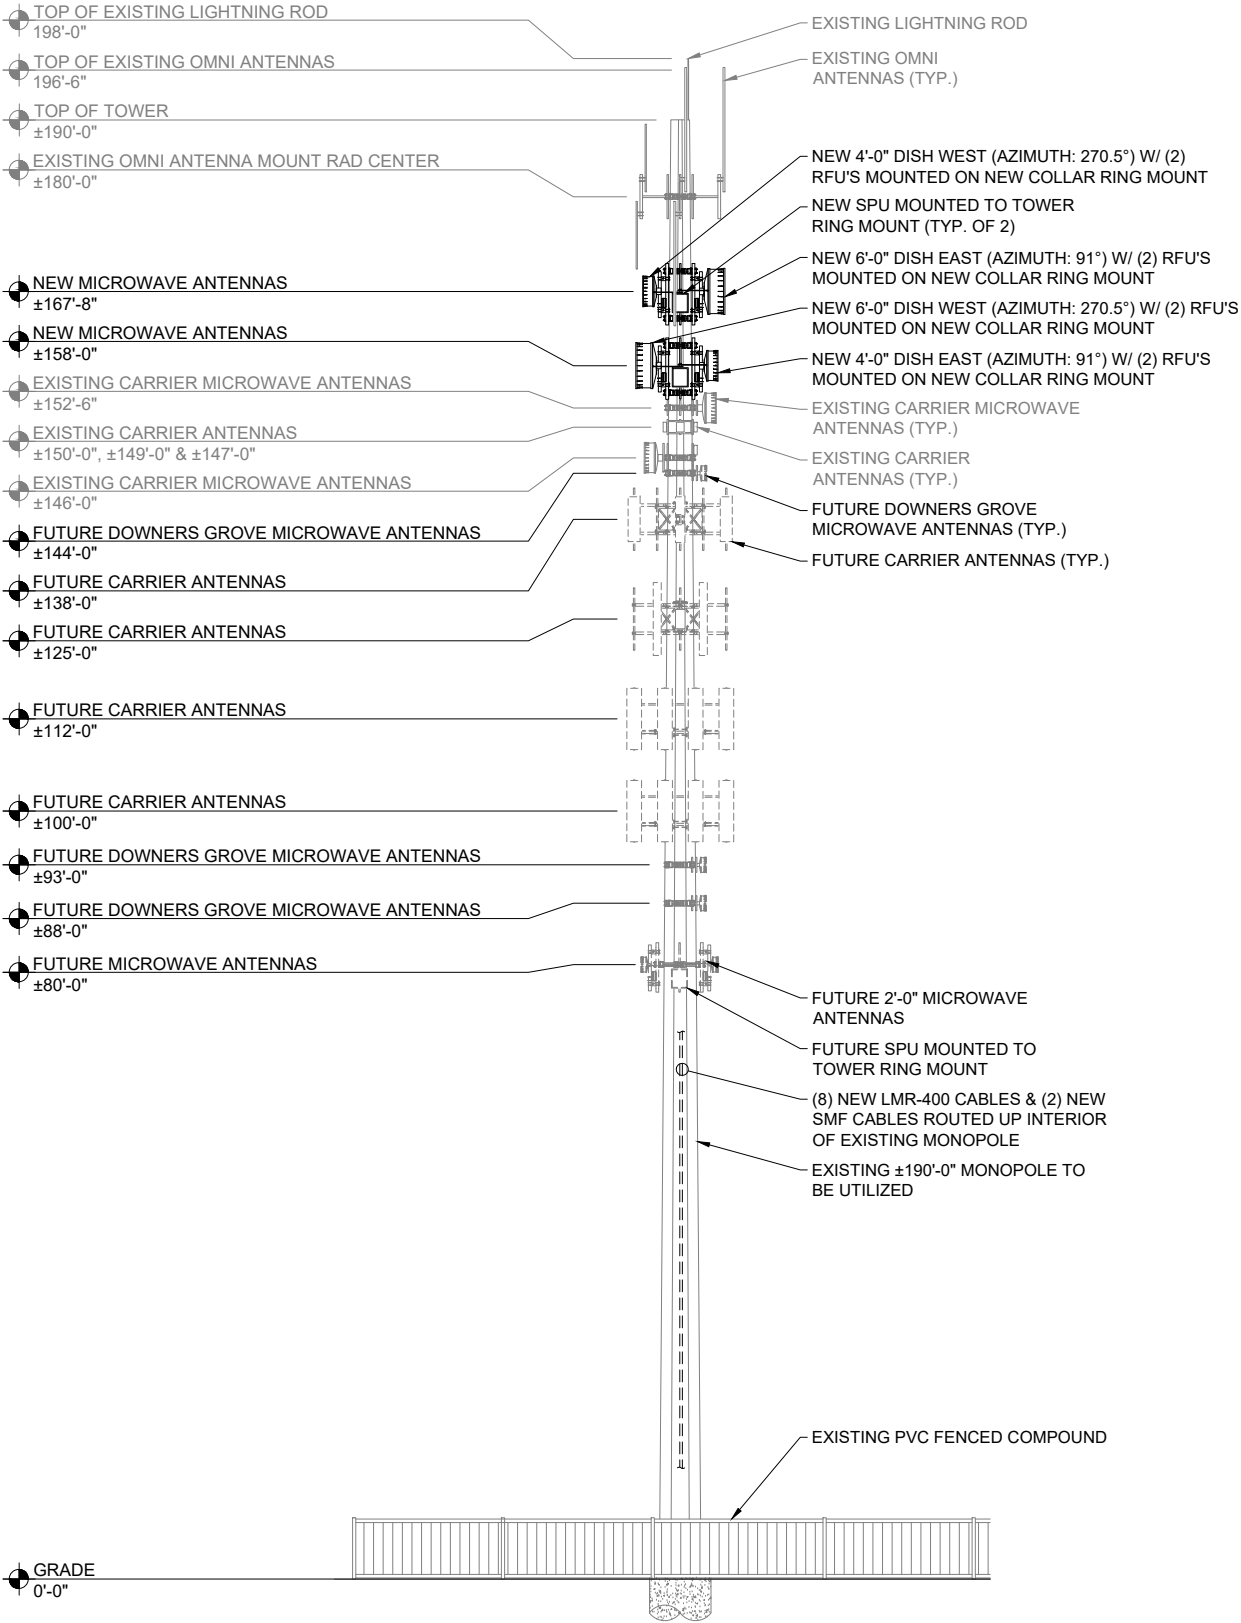 TOP OF EXISTING LIGHTNING ROD
198'-0"
TOP OF EXISTING OMNI ANTENNAS
196'-6"
TOP OF TOWER
±190'-0"
EXISTING OMNI ANTENNA MOUNT RAD CENTER
±180'-0"
NEW MICROWAVE ANTENNAS
±167'-8"
NEW MICROWAVE ANTENNAS
±158'-0"
EXISTING CARRIER MICROWAVE ANTENNAS
±152'-6"
EXISTING CARRIER ANTENNAS
±150'-0", ±149'-0" & ±147'-0"
EXISTING CARRIER MICROWAVE ANTENNAS
±146'-0"
FUTURE DOWNERS GROVE MICROWAVE ANTENNAS
±144'-0"
FUTURE CARRIER ANTENNAS
±138'-0"
FUTURE CARRIER ANTENNAS
±125'-0"
FUTURE CARRIER ANTENNAS
±112'-0"
FUTURE CARRIER ANTENNAS
±100'-0"
FUTURE DOWNERS GROVE MICROWAVE ANTENNAS
±93'-0"
FUTURE DOWNERS GROVE MICROWAVE ANTENNAS
±88'-0"
FUTURE MICROWAVE ANTENNAS
±80'-0"
GRADE
0'-0"
EXISTING LIGHTNING ROD
EXISTING OMNI
ANTENNAS (TYP.)
NEW 4'-0" DISH WEST (AZIMUTH: 270.5°) W/ (2)
RFU'S MOUNTED ON NEW COLLAR RING MOUNT
NEW SPU MOUNTED TO TOWER
RING MOUNT (TYP. OF 2)
NEW 6'-0" DISH EAST (AZIMUTH: 91°) W/ (2) RFU'S
MOUNTED ON NEW COLLAR RING MOUNT
NEW 6'-0" DISH WEST (AZIMUTH: 270.5°) W/ (2) RFU'S
MOUNTED ON NEW COLLAR RING MOUNT
NEW 4'-0" DISH EAST (AZIMUTH: 91°) W/ (2) RFU'S
MOUNTED ON NEW COLLAR RING MOUNT
EXISTING CARRIER MICROWAVE
ANTENNAS (TYP.)
EXISTING CARRIER
ANTENNAS (TYP.)
FUTURE DOWNERS GROVE
MICROWAVE ANTENNAS (TYP.)
FUTURE CARRIER ANTENNAS (TYP.)
FUTURE 2'-0" MICROWAVE
ANTENNAS
FUTURE SPU MOUNTED TO
TOWER RING MOUNT
(8) NEW LMR-400 CABLES & (2) NEW
SMF CABLES ROUTED UP INTERIOR
OF EXISTING MONOPOLE
EXISTING ±190'-0" MONOPOLE TO
BE UTILIZED
EXISTING PVC FENCED COMPOUND